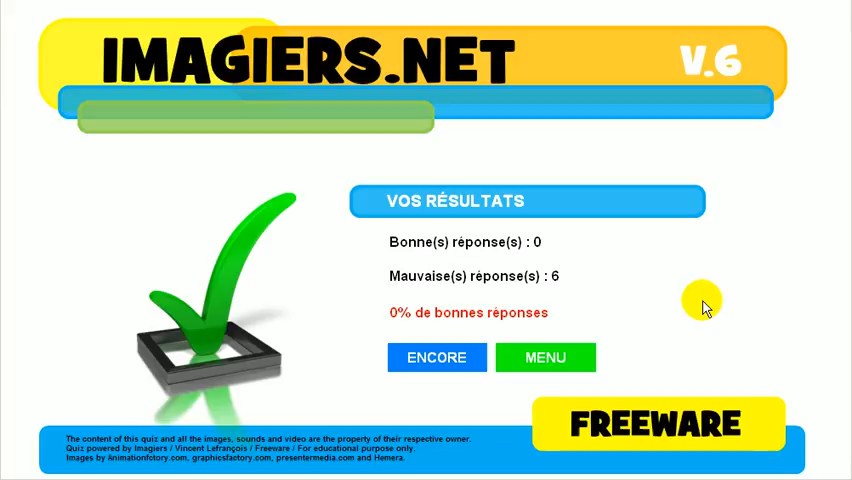 IMAGIERS.NET
V.6
VOS RÉSULTATS
Bonne(s) réponse(s) : 0
Mauvaise(s) réponse(s) : 6
0% de bonnes réponses
ENCORE
MENU
FREEWARE
The content of this quiz and all the images, sounds and video are the property of their respective owner.
Quiz powered by Imagiers / Vincent Lefrançois / Freeware / For educational purpose only.
Images by Animationfctory.com, graphicsfactory.com, presentermedia.com and Hemera.